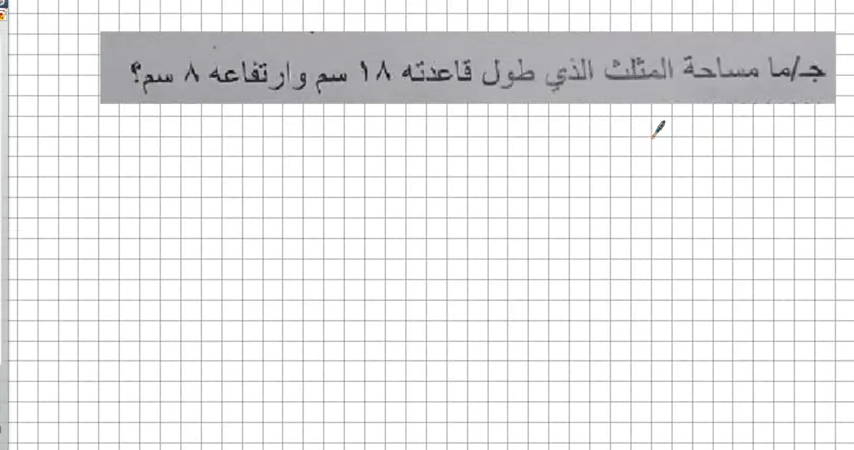 جـ/ما مساحة المثلث الذي طول قاعدته ١٨ سم وارتفاعه ٨ سم؟